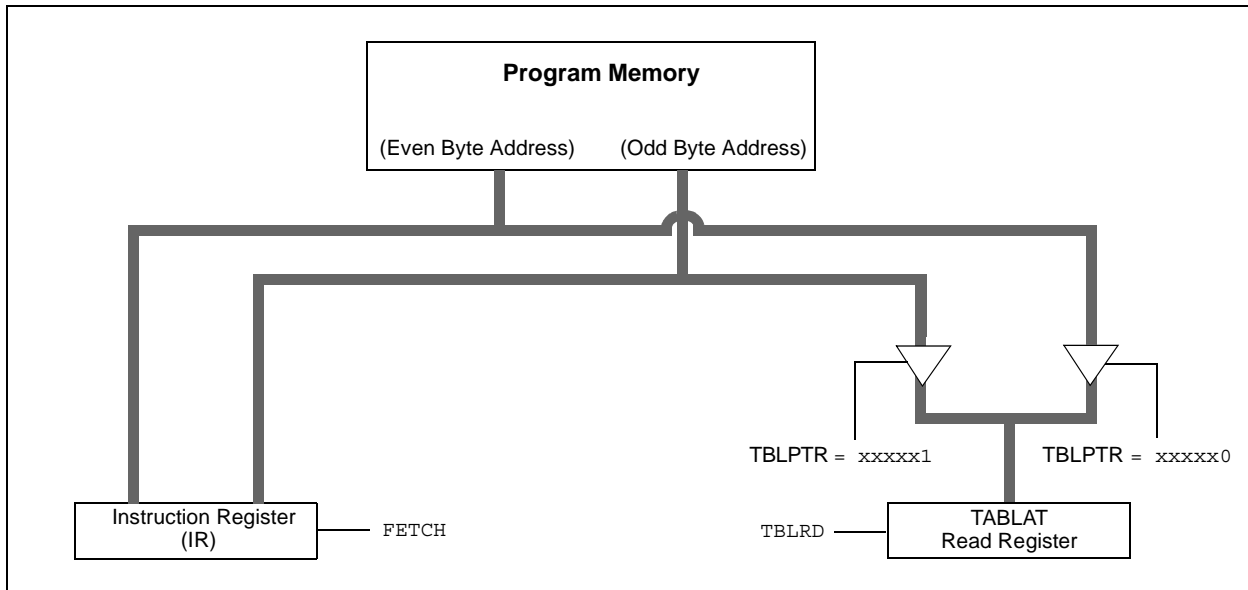 Program Memory
(Even Byte Address) (Odd Byte Address)
TBLPTR = xxxxx1
TBLPTR = xxxxx0
Instruction Register
(IR)
FETCH
TBLRD
TABLAT
Read Register